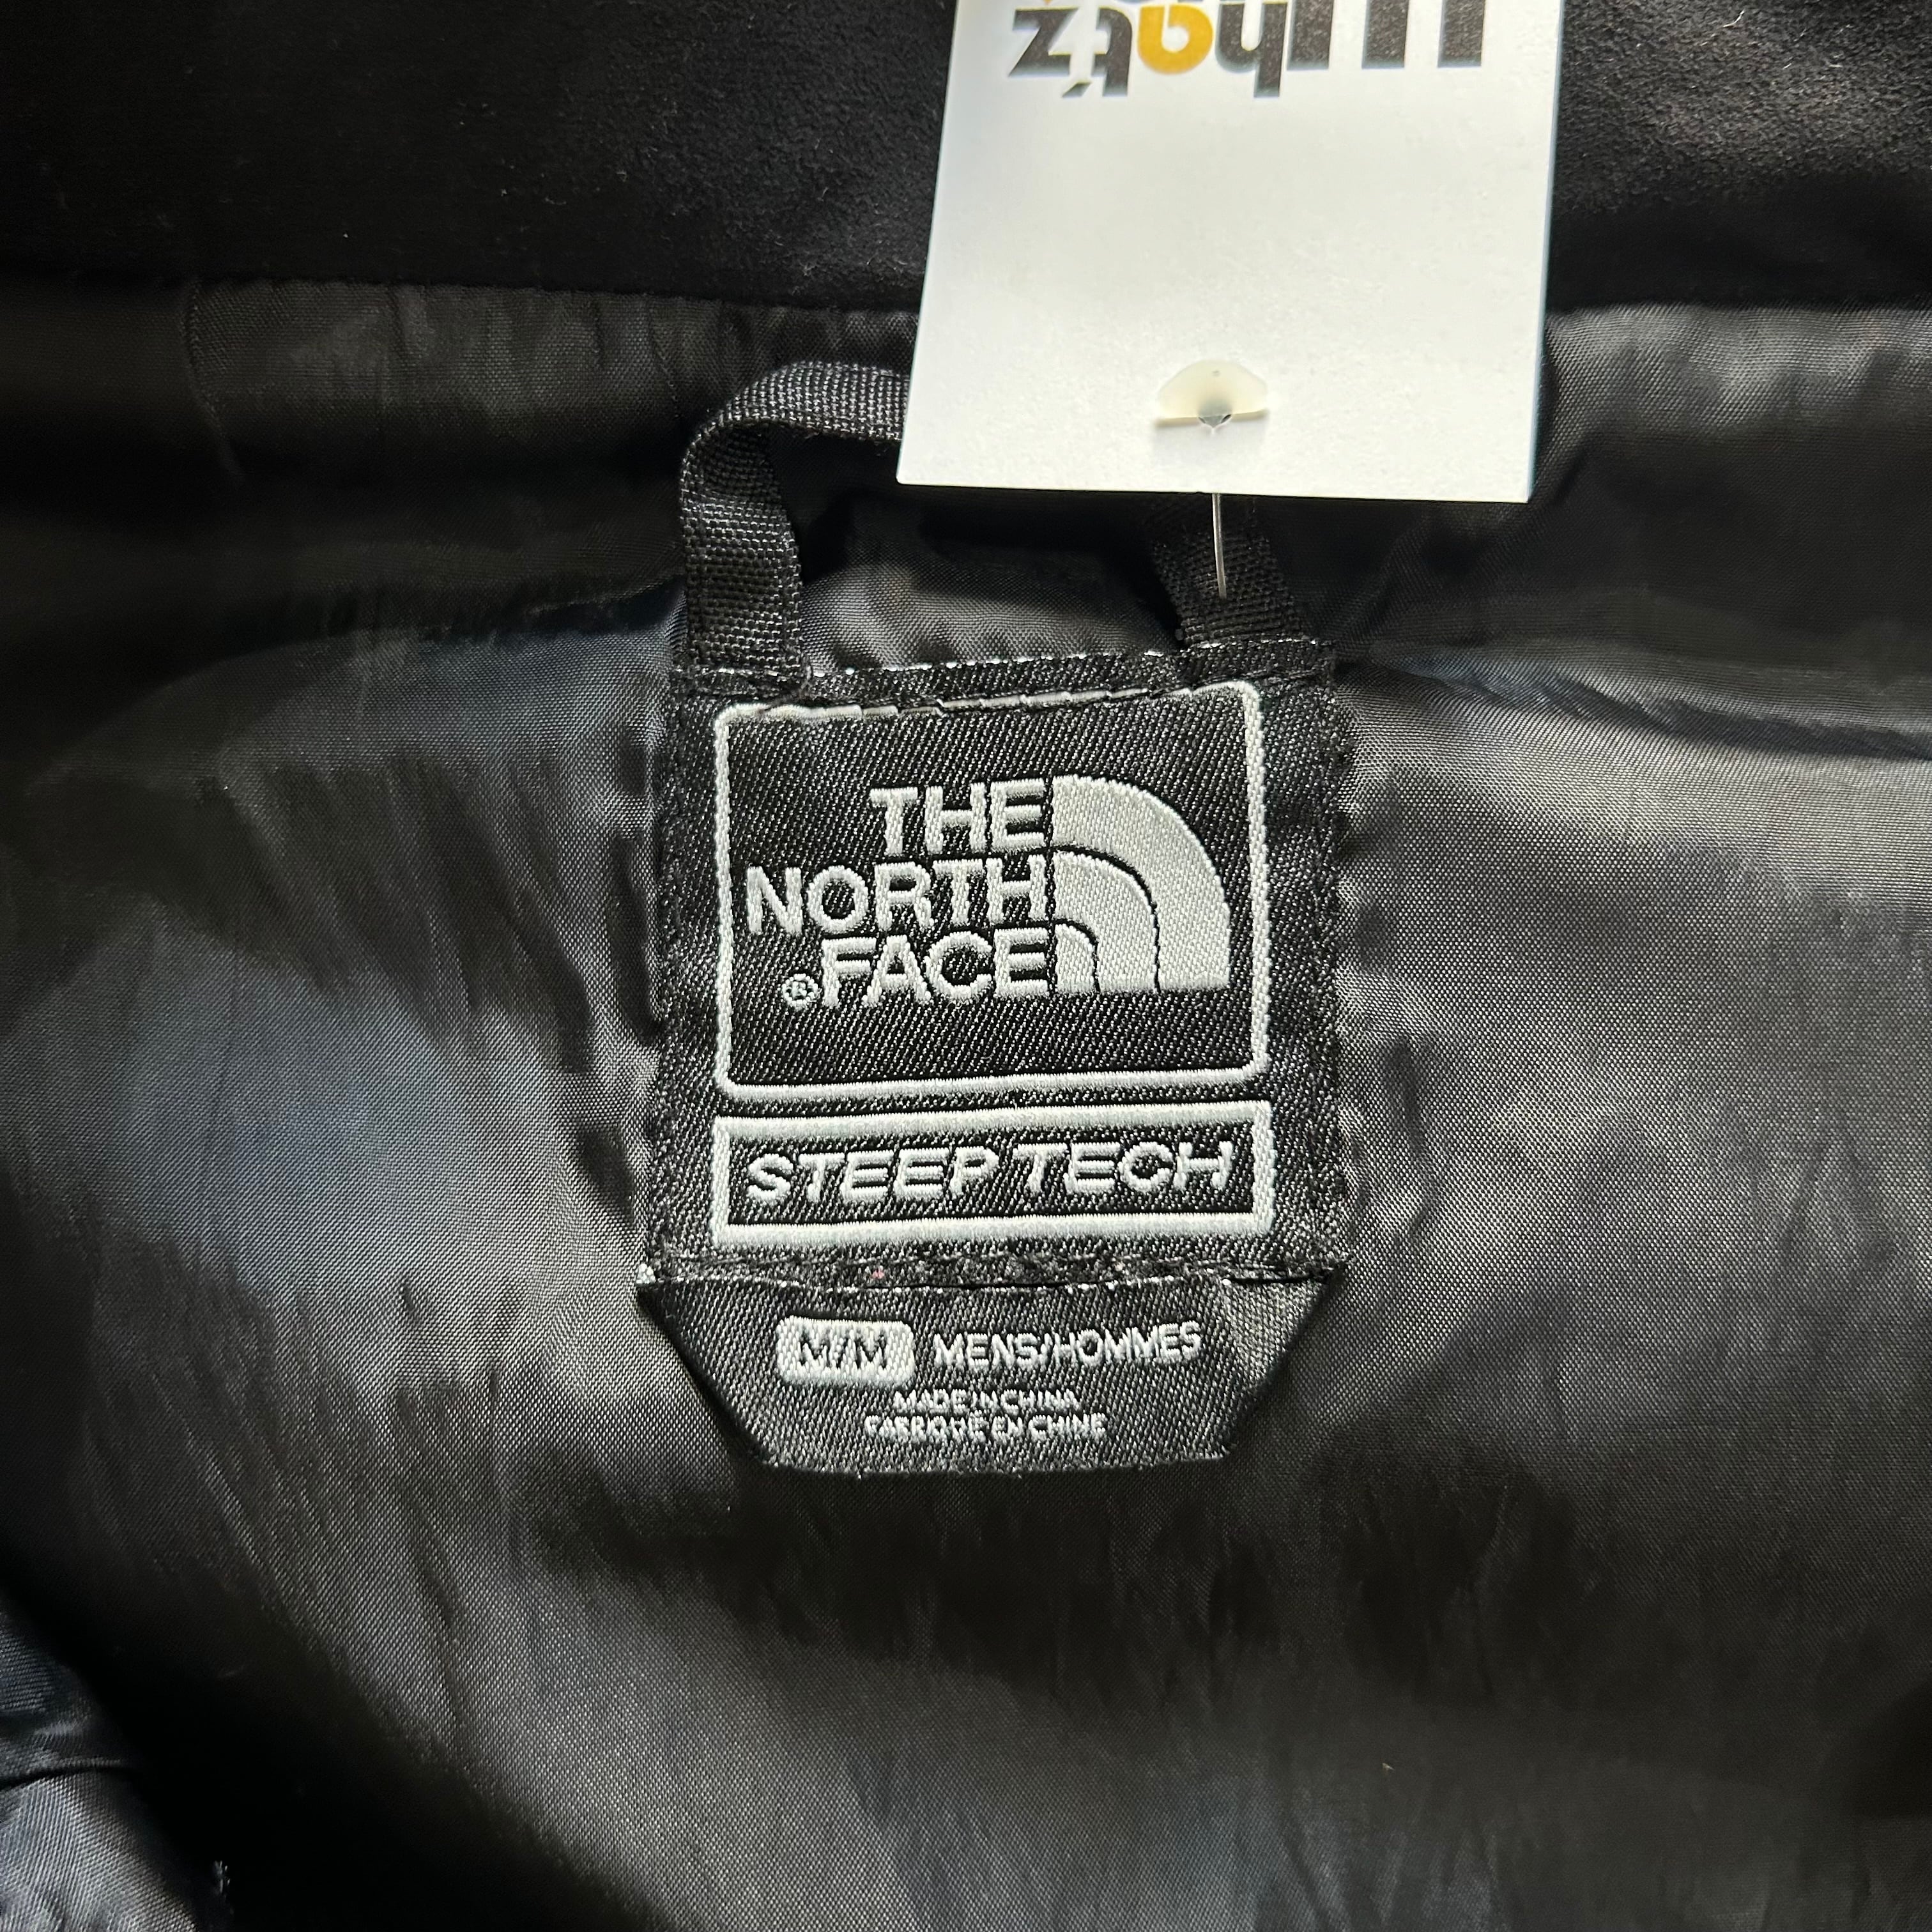 THE
NORTH
®FACE
STEEP TECH
M/M MENS/HOMMES
MADE IN CHINA
FABRIQUÉ EN CHINE